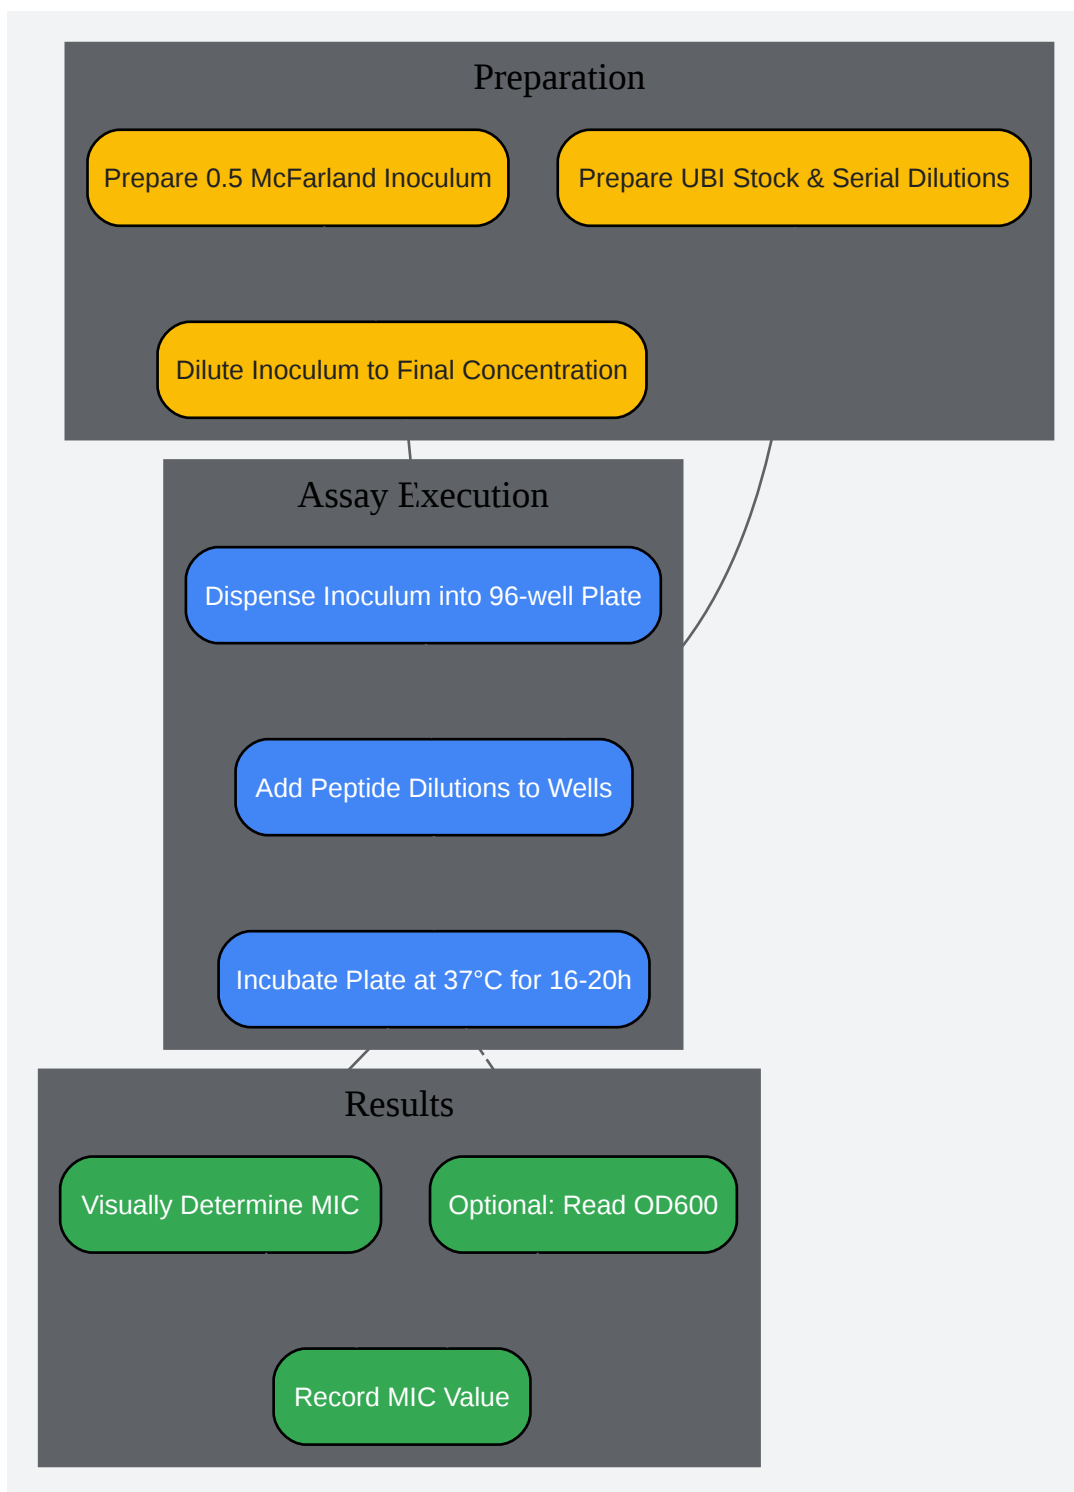 Preparation
Prepare 0.5 McFarland Inoculum
Prepare UBI Stock & Serial Dilutions
Dilute Inoculum to Final Concentration
Assay Execution
Dispense Inoculum into 96-well Plate
Add Peptide Dilutions to Wells
Incubate Plate at 37°C for 16-20h
Results
Visually Determine MIC
Optional: Read OD600
Record MIC Value